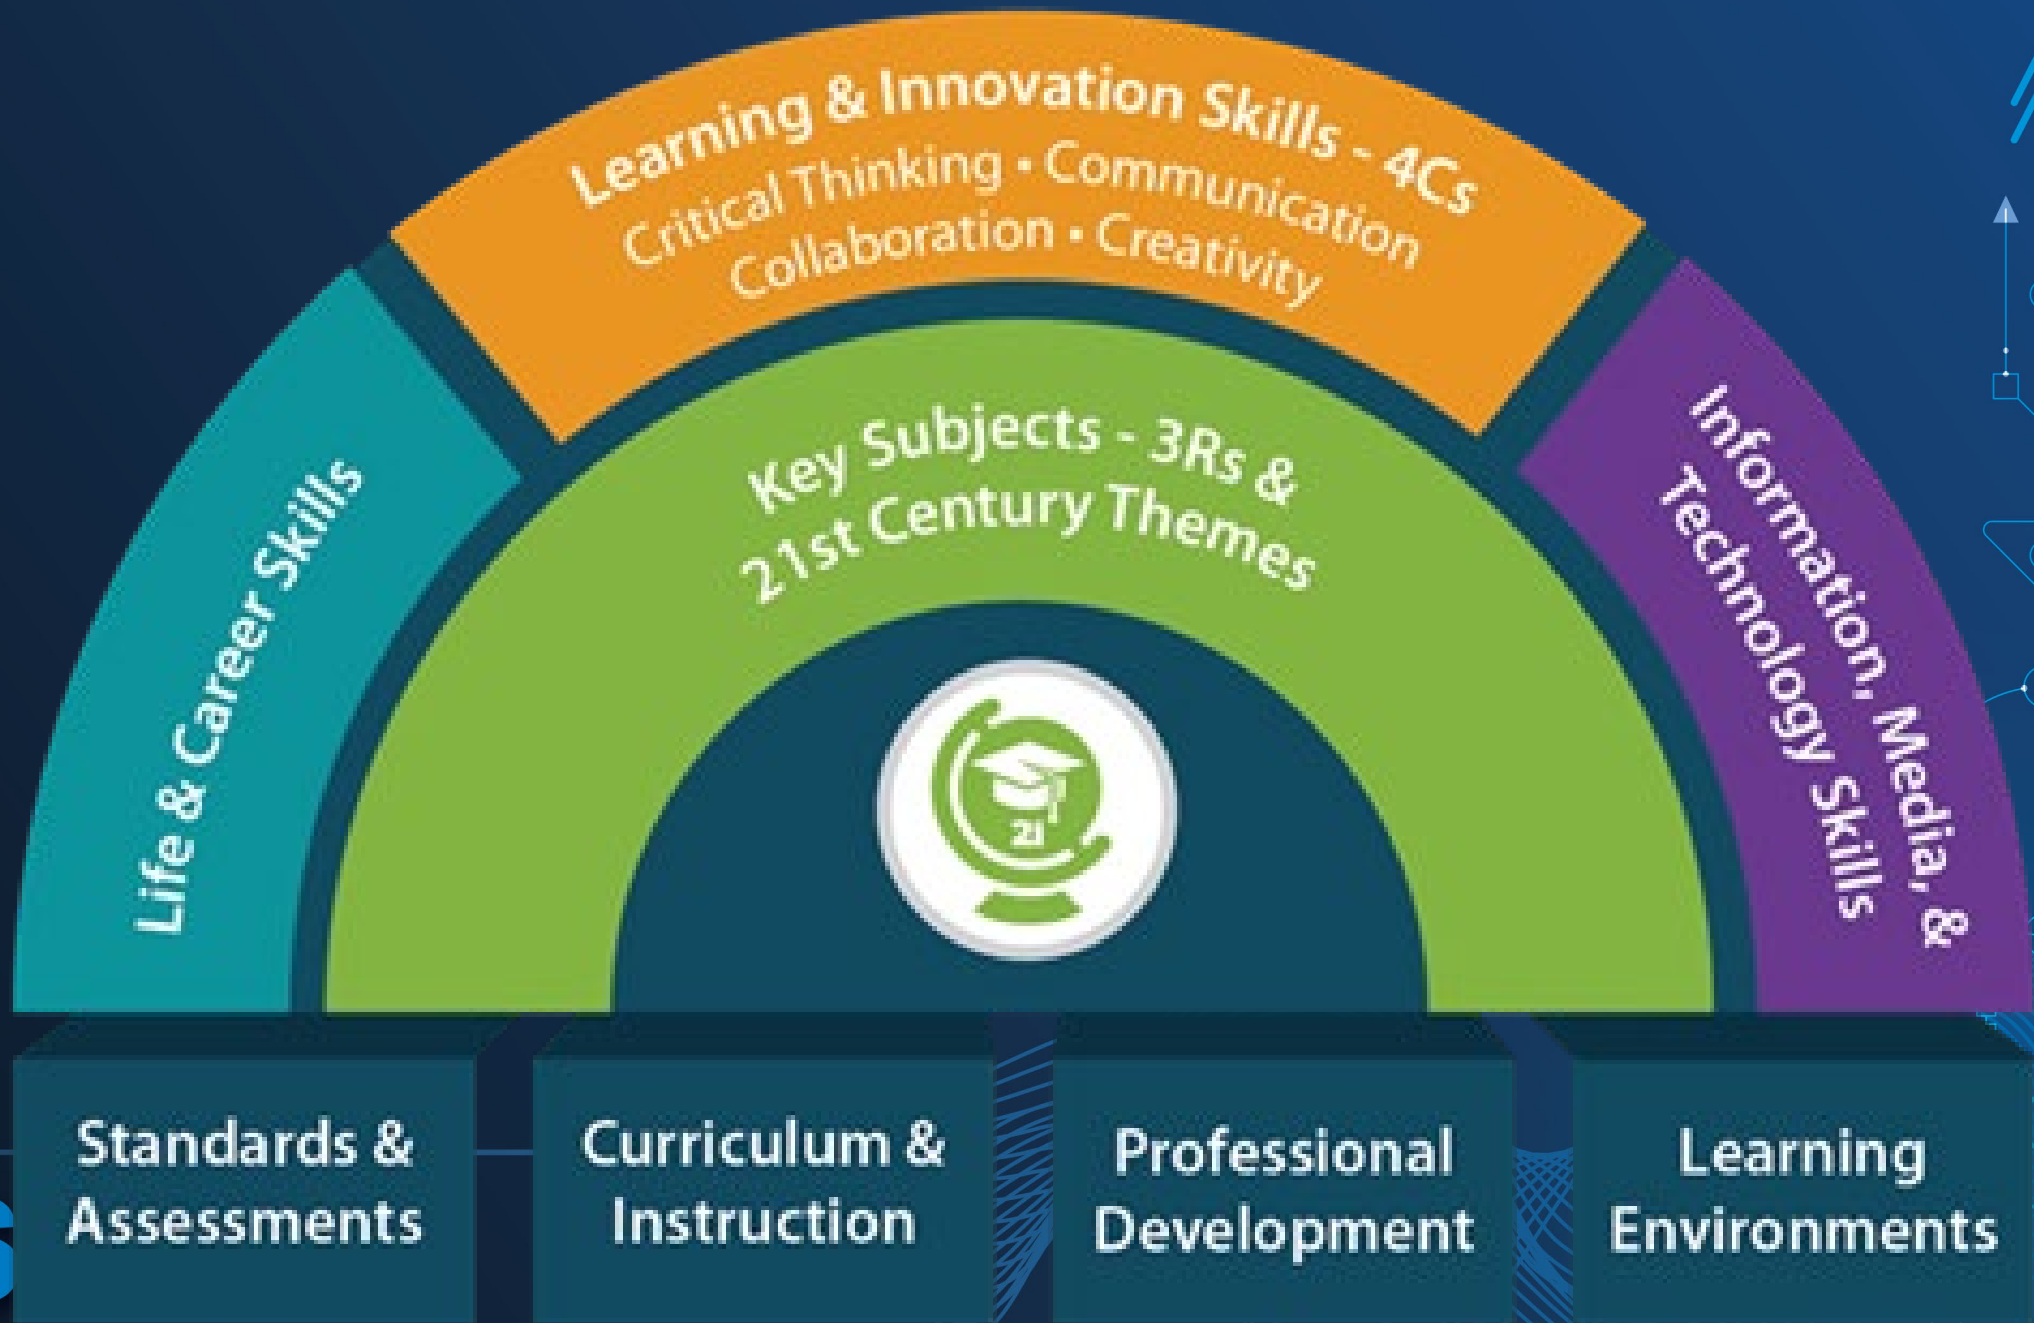 Learning & Innovation Skills - 4Cs
Critical Thinking • Communication
Collaboration • Creativity
Life & Career Skills
Key Subjects - 3Rs &
21st Century Themes
Information, Media, &
Technology Skills
21
Standards &
Assessments
Curriculum &
Instruction
Professional
Development
Learning
Environments